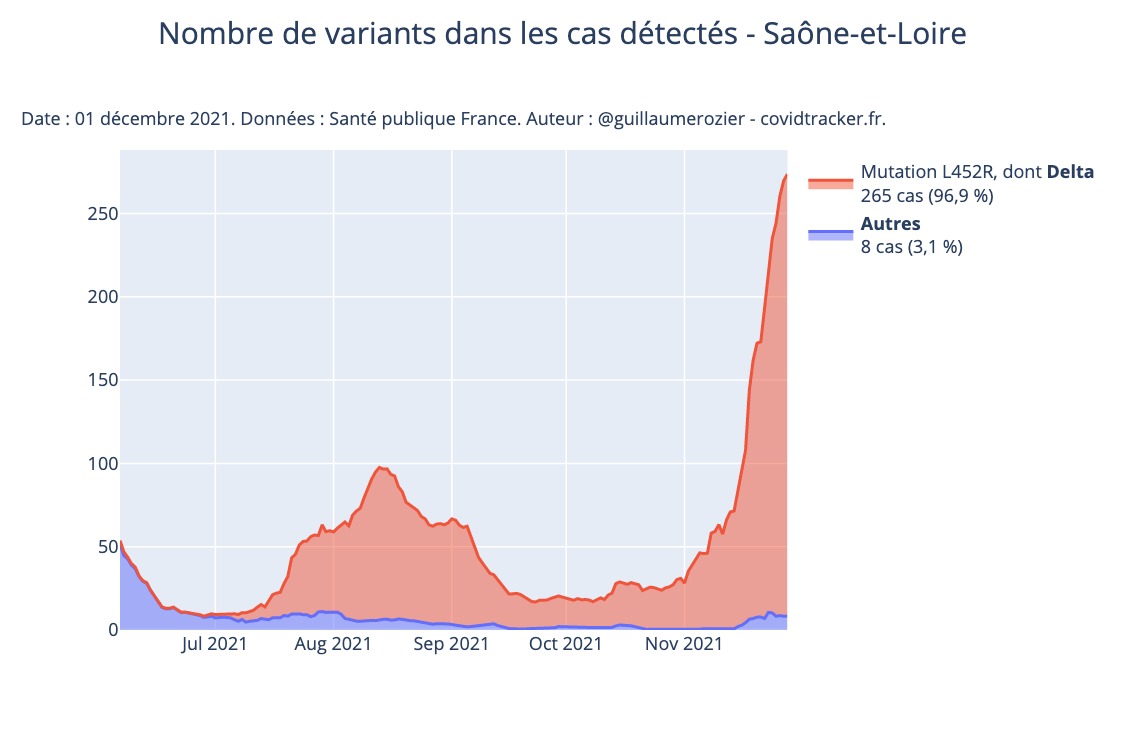 Nombre de variants dans les cas détectés - Saône-et-Loire
Date : 01 décembre 2021. Données : Santé publique France. Auteur : @guillaumerozier - covidtracker.fr.
Mutation L452R, dont Delta
265 cas (96,9 %)
Autres
8 cas (3,1 %)
250
200
150
100
50
0
Jul 2021
Aug 2021
Sep 2021
Oct 2021
Nov 2021